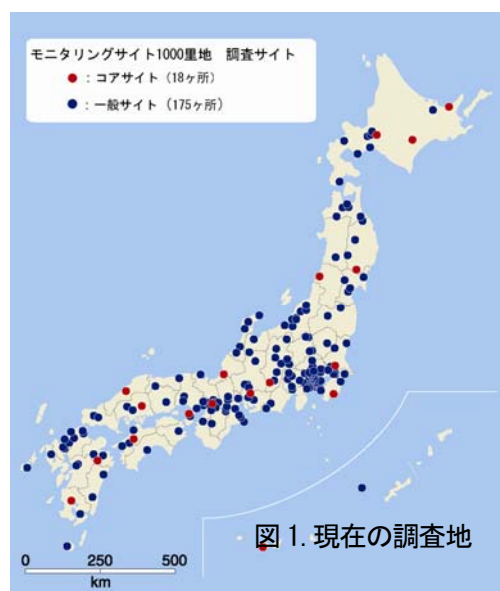 モニタリングサイト1000里地　調査サイト
● : コアサイト（18ヶ所）
● : 一般サイト（175ヶ所）
図 1. 現在の調査地
0 250 500
km